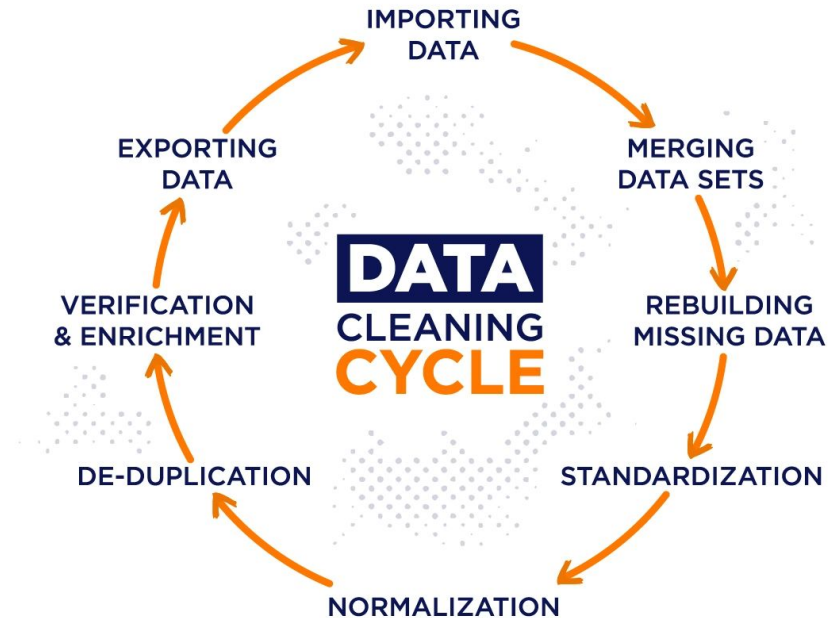 IMPORTING
DATA
MERGING
DATA SETS
REBUILDING
MISSING DATA
STANDARDIZATION
NORMALIZATION
DE-DUPLICATION
VERIFICATION
& ENRICHMENT
EXPORTING
DATA
DATA
CLEANING
CYCLE